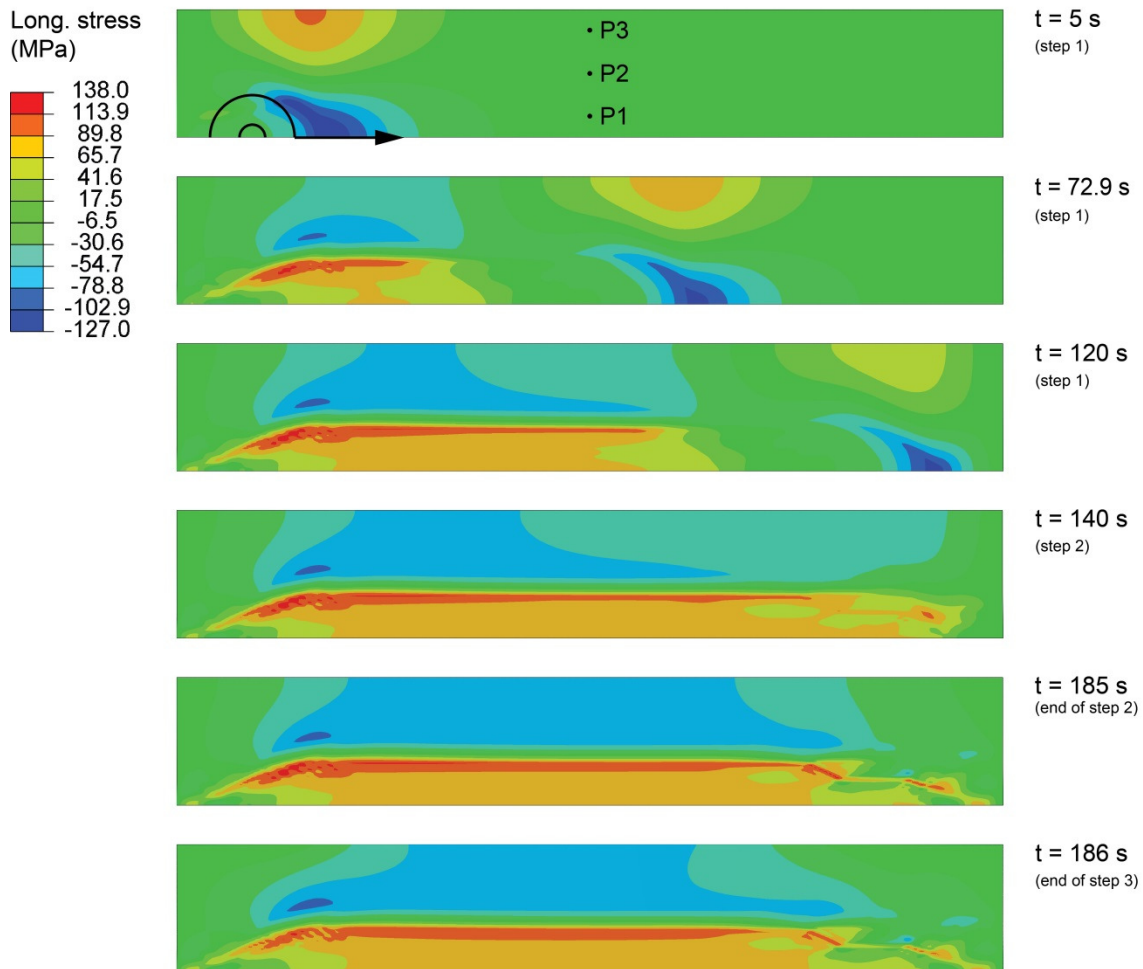 Long. stress
(MPa)
138.0
113.9
89.8
65.7
41.6
17.5
-6.5
-30.6
-54.7
-78.8
-102.9
-127.0
• P3
• P2
• P1
t = 5 s
(step 1)
t = 72.9 s
(step 1)
t = 120 s
(step 1)
t = 140 s
(step 2)
t = 185 s
(end of step 2)
t = 186 s
(end of step 3)